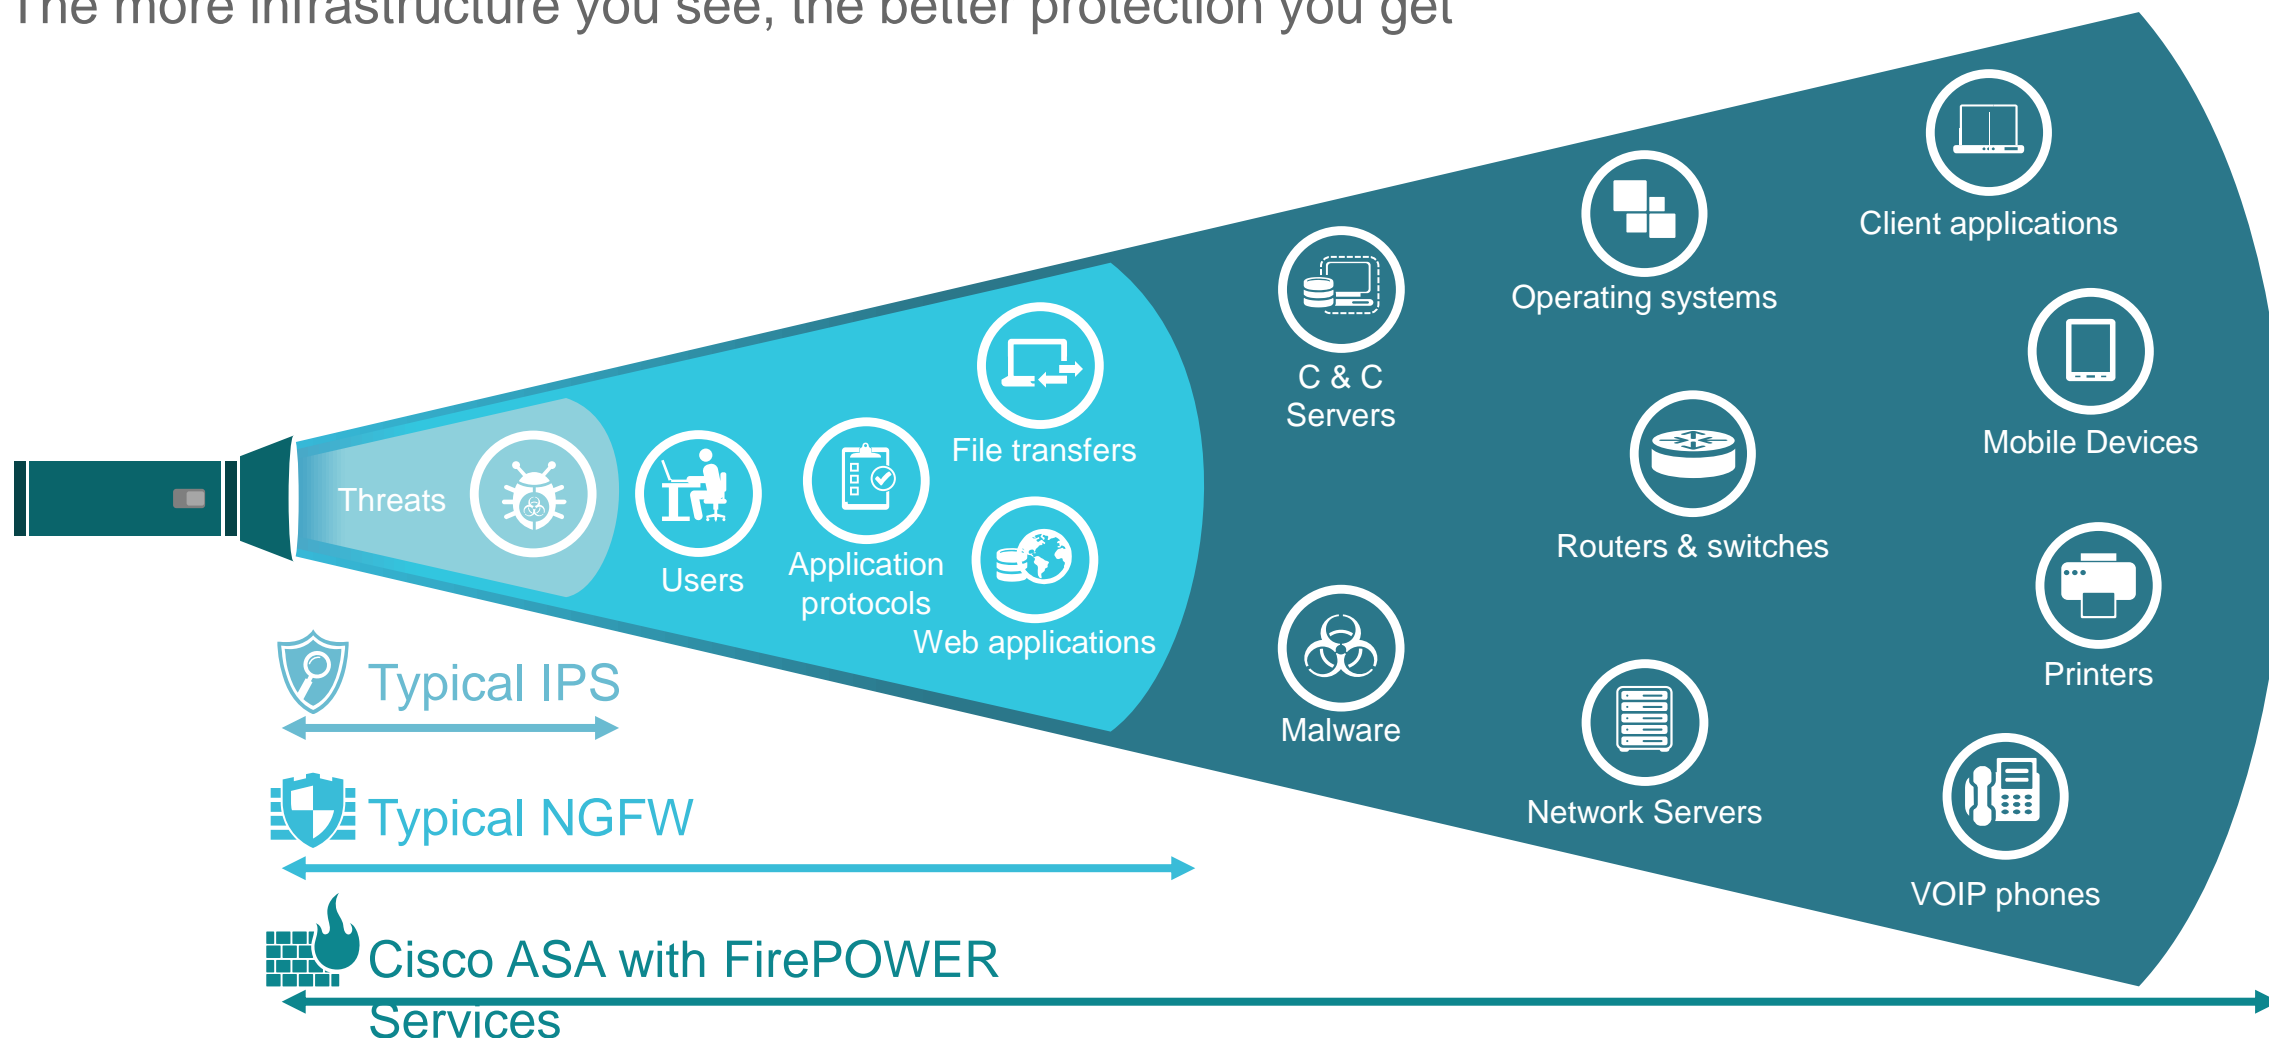 The more infrastructure you see, the better protection you get
Client applications
Operating systems
C & C
Servers
File transfers
Mobile Devices
Threats
Users
Application
protocols
Web applications
Routers & switches
Malware
Printers
Network Servers
VOIP phones
Typical IPS
Typical NGFW
Cisco ASA with FirePOWER
Services